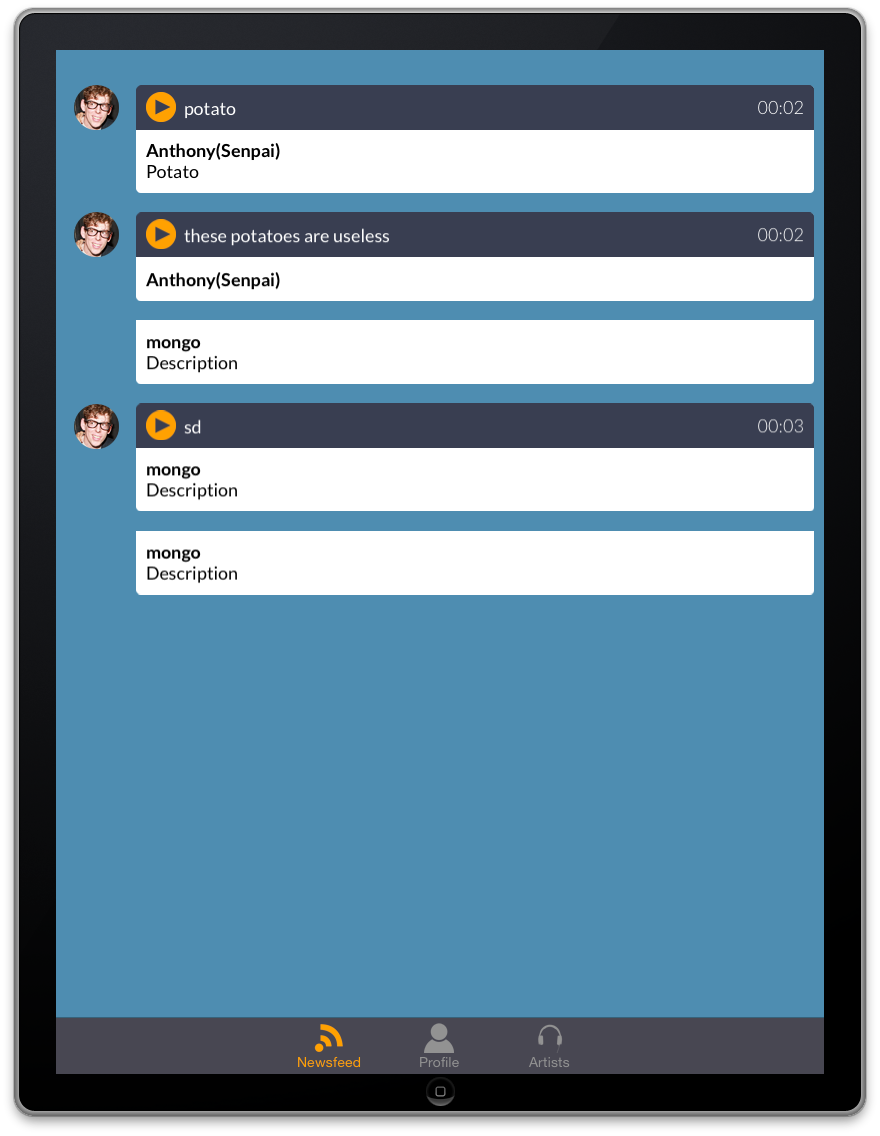 potato 00:02
Anthony(Senpai)
Potato
these potatoes are useless 00:02
Anthony(Senpai)
mongo
Description
sd 00:03
mongo
Description
mongo
Description
Newsfeed Profile Artists